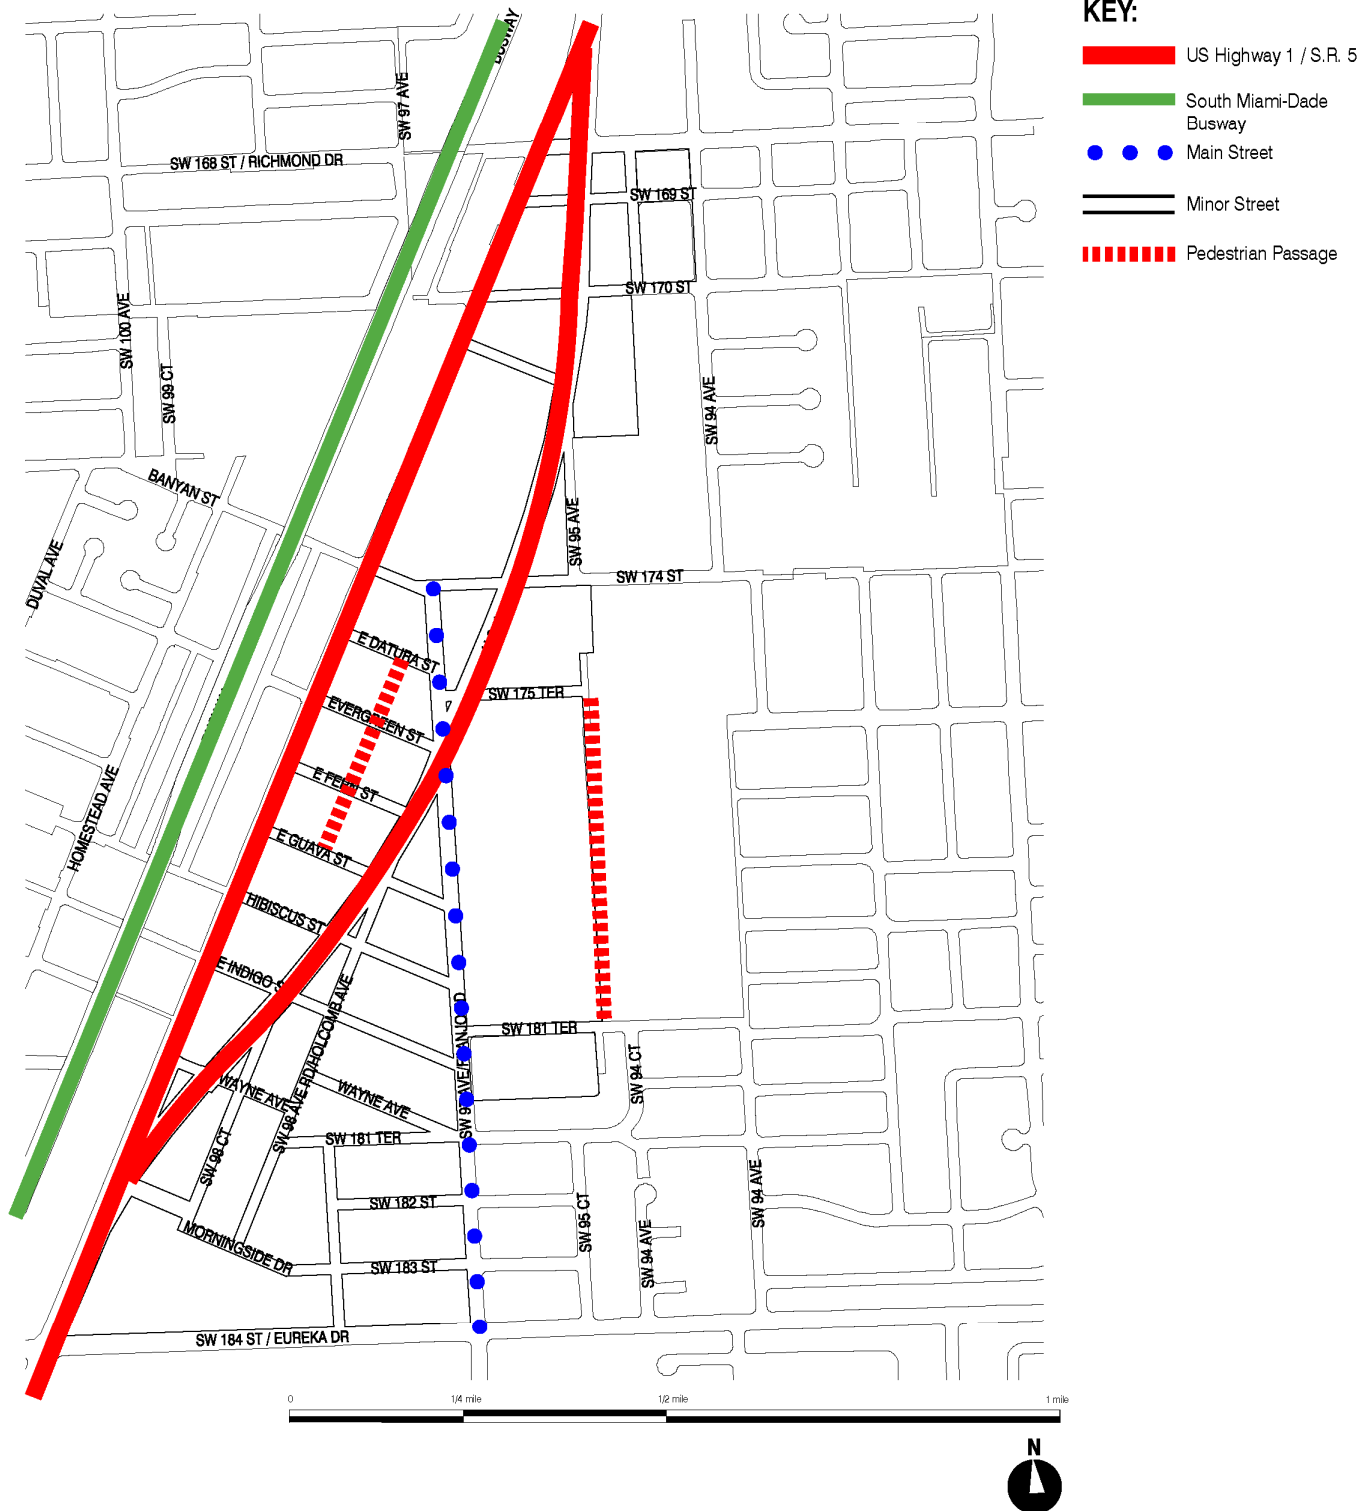 KEY:
US Highway 1 / S.R. 5
South Miami-Dade
Busway
Main Street
Minor Street
Pedestrian Passage
BUSWAY
SW 97 AVE
SW 168 ST / RICHMOND DR
SW 169 ST
SW 170 ST
SW 100 AVE
SW 99 CT
SW 94 AVE
BANYAN ST
SW 95 AVE
DUVAL AVE
SW 174 ST
E DATURA ST
SW 175 TER
EVERGREEN ST
E FERN ST
HOMESTEAD AVE
E GUAVA ST
HIBISCUS ST
E INDIGO S
SW 98 AVE RD/HOLCOMB AVE
SW 181 TER
SW 94 CT
WAYNE AVE
WAYNE AVE
SW 181 TER
SW 98 CT
SW 182 ST
SW 95 CT
SW 94 AVE
SW 94 AVE
MORNINGSIDE DR
SW 183 ST
SW 184 ST / EUREKA DR
0
1/4 mile
1/2 mile
1 mile
N